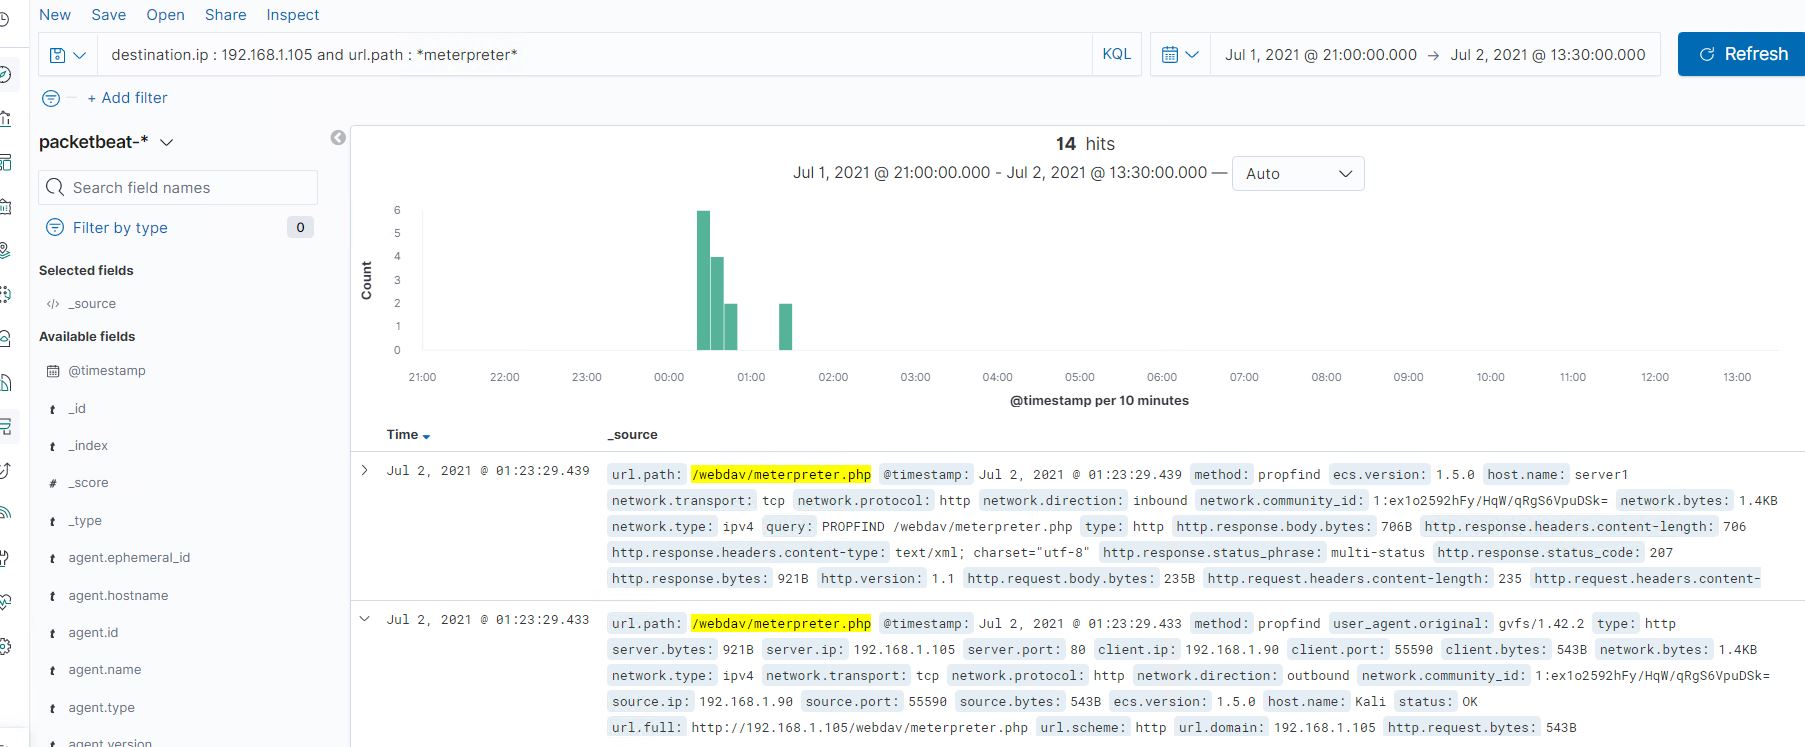 New Save Open Share Inspect
destination.ip : 192.168.1.105 and url.path : *meterpreter* KQL Jul 1, 2021 @ 21:00:00.000 → Jul 2, 2021 @ 13:30:00.000 Refresh
+ Add filter
packetbeat-*
Search field names
Filter by type 0
Selected fields
</> _source
Available fields
@timestamp
t _id
t _index
# _score
t _type
t agent.ephemeral_id
t agent.hostname
t agent.id
t agent.name
t agent.type
t agent.version
14 hits
Jul 1, 2021 @ 21:00:00.000 - Jul 2, 2021 @ 13:30:00.000 — Auto
6
5
4
3
2
1
0
Count
21:00 22:00 23:00 00:00 01:00 02:00 03:00 04:00 05:00 06:00 07:00 08:00 09:00 10:00 11:00 12:00 13:00
@timestamp per 10 minutes
Time _source
Jul 2, 2021 @ 01:23:29.439 url.path: /webdav/meterpreter.php @timestamp: Jul 2, 2021 @ 01:23:29.439 method: propfind ecs.version: 1.5.0 host.name: server1
network.transport: tcp network.protocol: http network.direction: inbound network.community_id: 1:ex1o2592hFy/HqW/qRgS6VpuDSk= network.bytes: 1.4KB
network.type: ipv4 query: PROPFIND /webdav/meterpreter.php type: http http.response.body.bytes: 706B http.response.headers.content-length: 706
http.response.headers.content-type: text/xml; charset="utf-8" http.response.status_phrase: multi-status http.response.status_code: 207
http.response.bytes: 921B http.version: 1.1 http.request.body.bytes: 235B http.request.headers.content-length: 235 http.request.headers.content-
Jul 2, 2021 @ 01:23:29.433 url.path: /webdav/meterpreter.php @timestamp: Jul 2, 2021 @ 01:23:29.433 method: propfind user_agent.original: gvfs/1.42.2 type: http
server.bytes: 921B server.ip: 192.168.1.105 server.port: 80 client.ip: 192.168.1.90 client.port: 55590 client.bytes: 543B network.bytes: 1.4KB
network.type: ipv4 network.transport: tcp network.protocol: http network.direction: outbound network.community_id: 1:ex1o2592hFy/HqW/qRgS6VpuDSk=
source.ip: 192.168.1.90 source.port: 55590 source.bytes: 543B ecs.version: 1.5.0 host.name: Kali status: OK
url.full: http://192.168.1.105/webdav/meterpreter.php url.scheme: http url.domain: 192.168.1.105 http.request.bytes: 543B